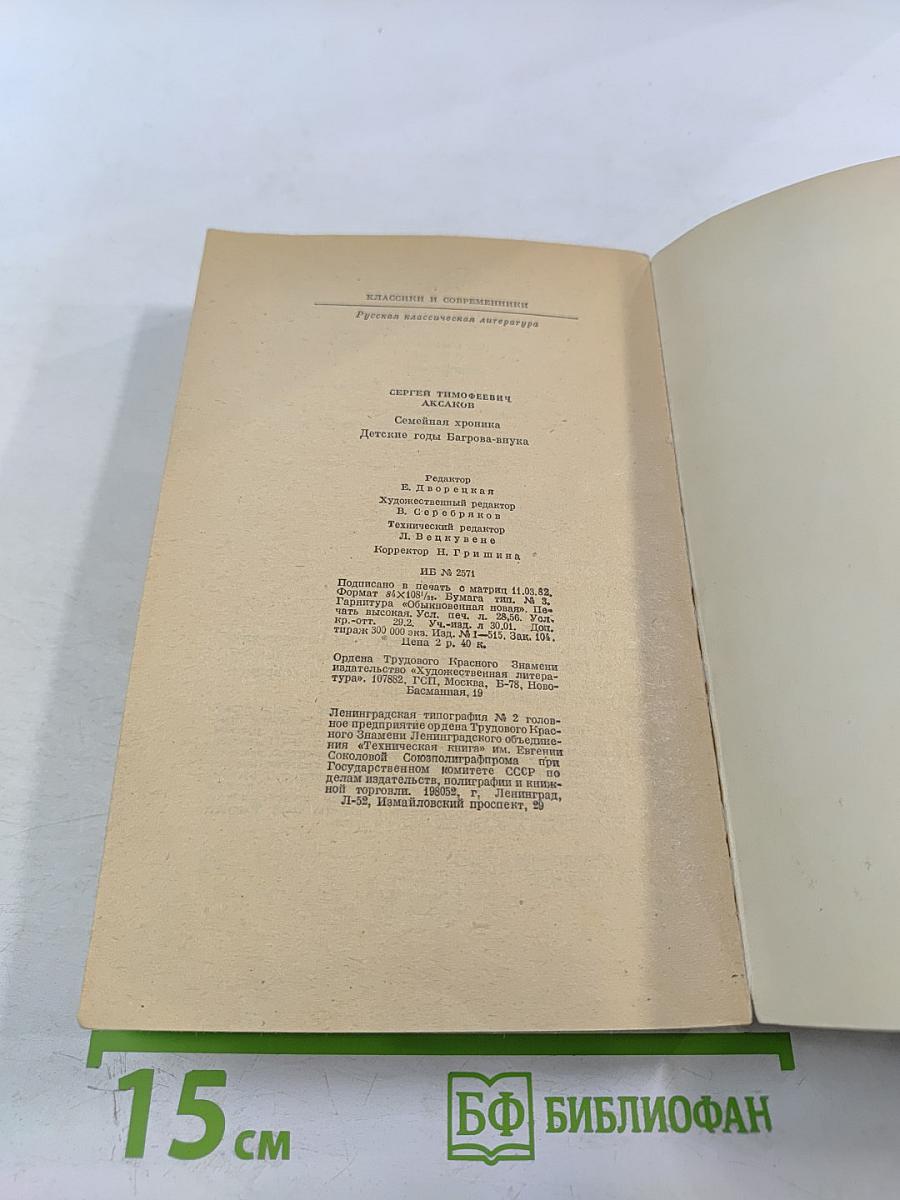 КЛАССИКИ И СОВРЕМЕННИКИ
Русская классическая литература
СЕРГЕЙ ТИМОФЕЕВИЧ
АКСАКОВ
Семейная хроника
Детские годы Багрова-внука
Редактор
Е. Дворецкая
Художественный редактор
В. Серебряков
Технический редактор
Л. Вецкувене
Корректор Н. Гришина
ИБ № 2571
Подписано в печать с матриц 11.03.82.
Формат 84×108¹/₃₂. Бумага тип. № 3.
Гарнитура «Обыкновенная новая». Пе-
чать высокая. Усл. печ. л. 28,56. Усл.
кр.-отт. 29.2. Уч.-изд. л 30.01. Доп.
тираж 300 000 экз. Изд. № I—515. Зак. 104.
Цена 2 р. 40 к.
Ордена Трудового Красного Знамени
издательство «Художественная литера-
тура». 107882, ГСП, Москва, Б-78, Ново-
Басманная, 19
Ленинградская типография № 2 голов-
ное предприятие ордена Трудового Крас-
ного Знамени Ленинградского объедине-
ния «Техническая книга» им. Евгении
Соколовой Союзполиграфпрома при
Государственном комитете СССР по
делам издательств, полиграфии и книж-
ной торговли. 198052, г. Ленинград,
Л-52, Измайловский проспект, 29
15 см
БФ БИБЛИОФАН